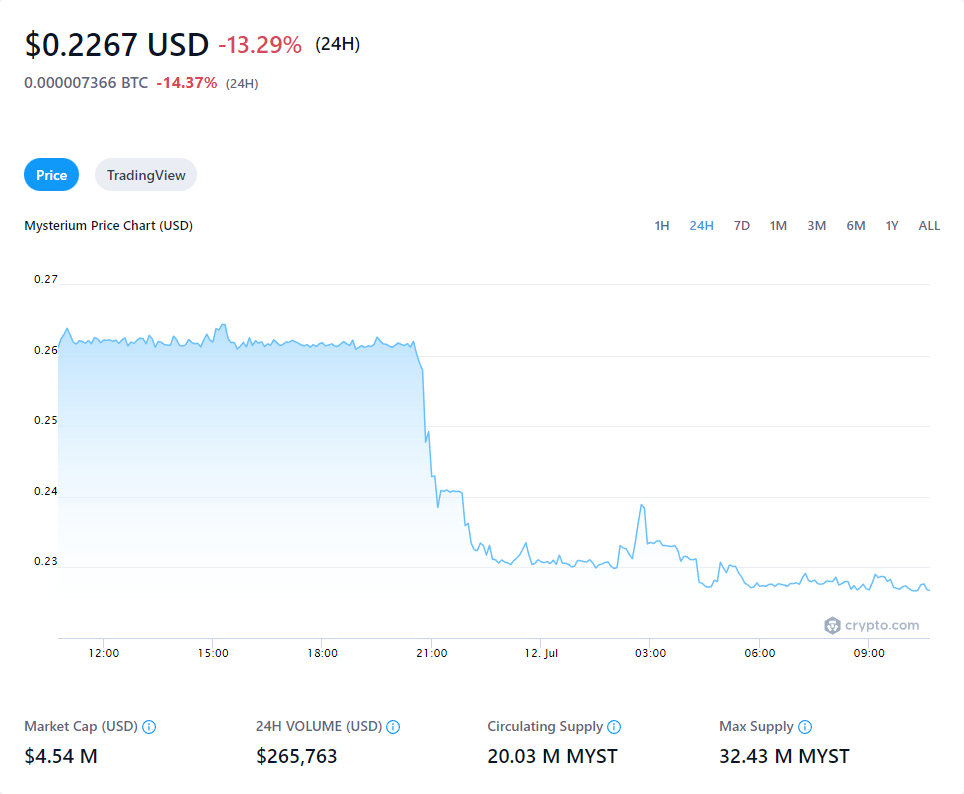 $0.2267 USD -13.29% (24H)
0.000007366 BTC -14.37% (24H)
Price TradingView
Mysterium Price Chart (USD) 1H 24H 7D 1M 3M 6M 1Y ALL
0.27
0.26
0.25
0.24
0.23
crypto.com
12:00 15:00 18:00 21:00 12. Jul 03:00 06:00 09:00
Market Cap (USD) 24H VOLUME (USD) Circulating Supply Max Supply
$4.54 M $265,763 20.03 M MYST 32.43 M MYST